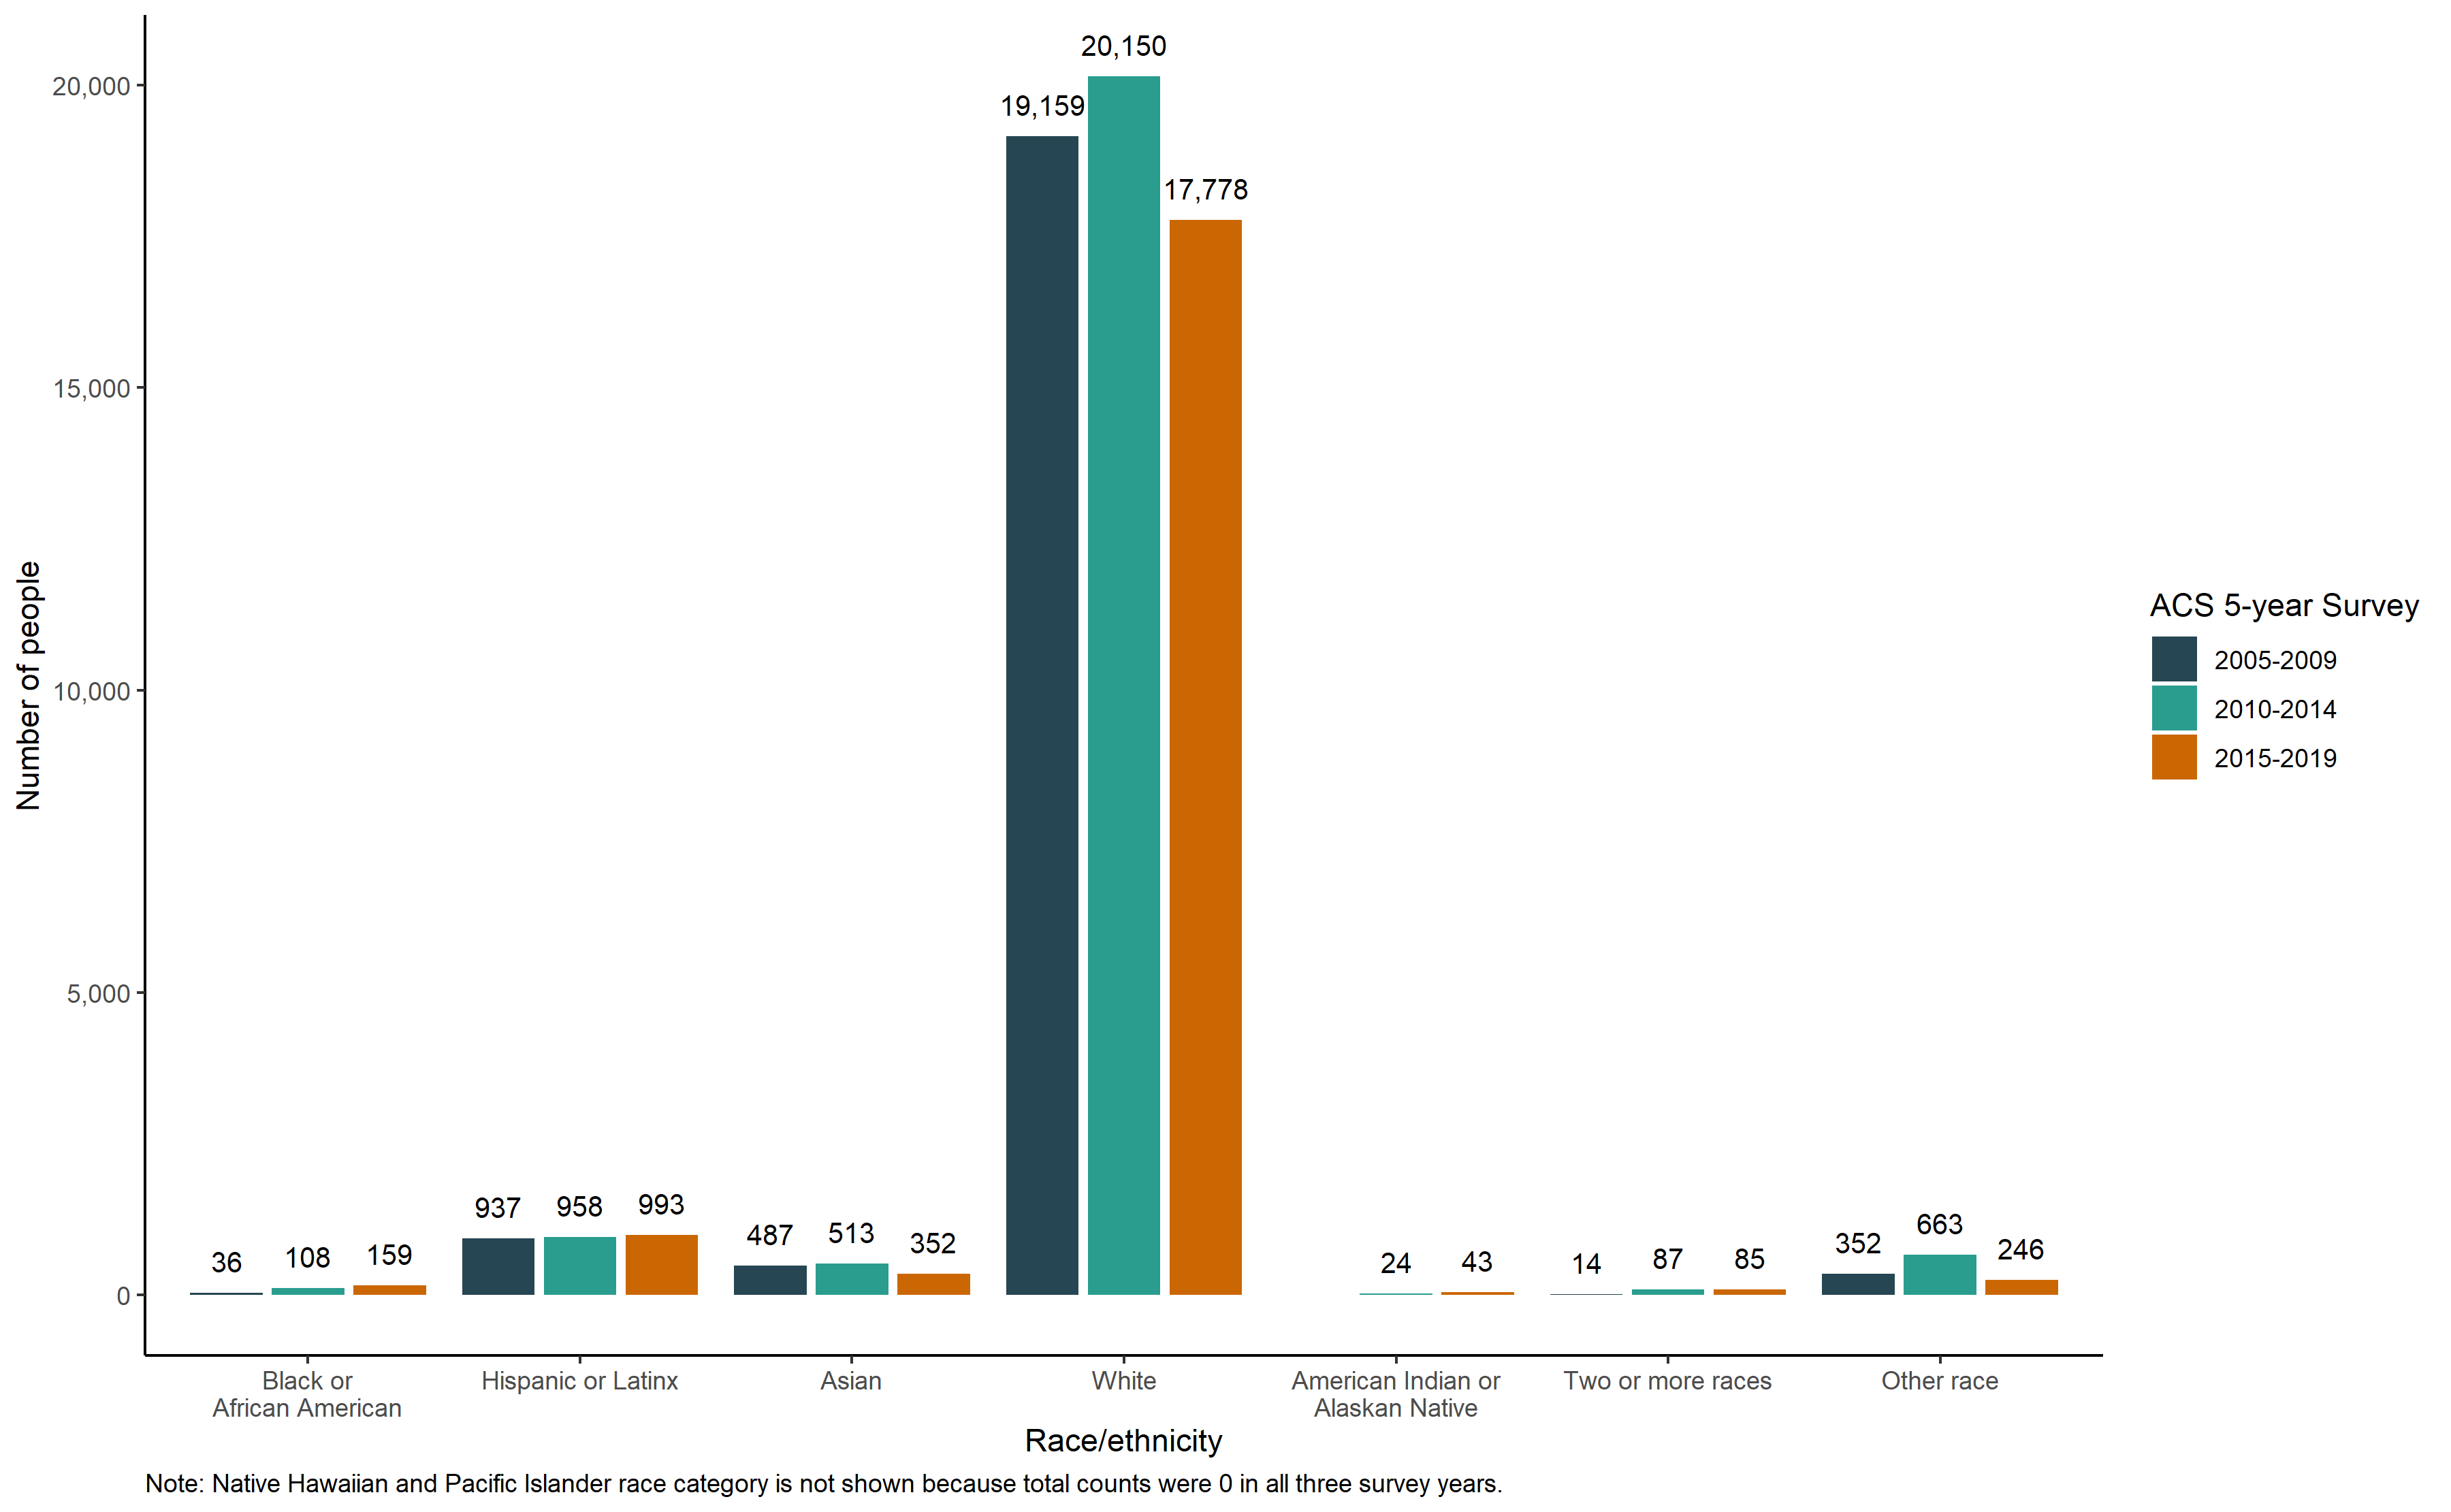 20,150
20,000
19,159
17,778
15,000
Number of people
10,000
5,000
0
36
108
159
937
958
993
487
513
352
24
43
14
87
85
352
663
246
Black or
African American
Hispanic or Latinx
Asian
White
American Indian or
Alaskan Native
Two or more races
Other race
Race/ethnicity
ACS 5-year Survey
2005-2009
2010-2014
2015-2019
Note: Native Hawaiian and Pacific Islander race category is not shown because total counts were 0 in all three survey years.